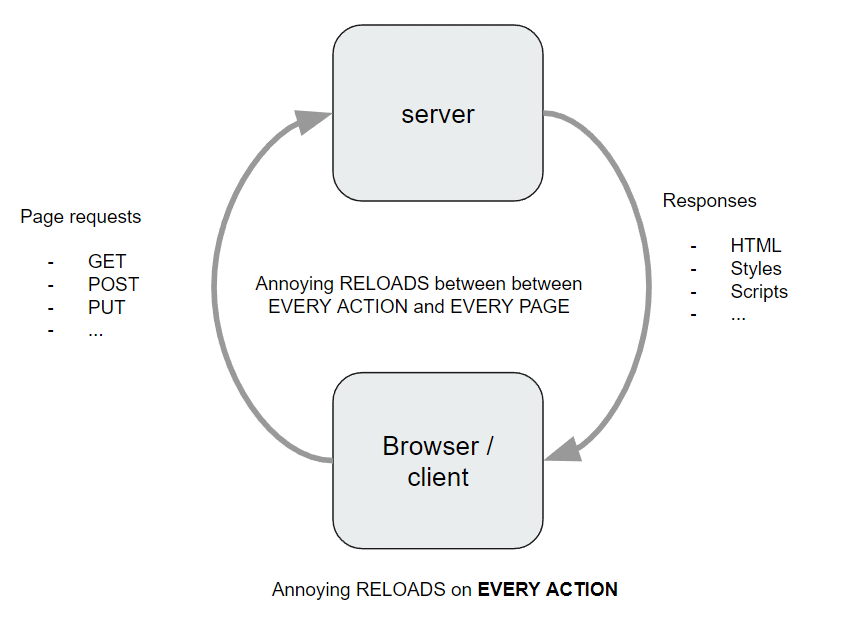 server
Page requests
- GET
- POST
- PUT
- ...
Responses
- HTML
- Styles
- Scripts
- ...
Annoying RELOADS between between
EVERY ACTION and EVERY PAGE
Browser /
client
Annoying RELOADS on EVERY ACTION